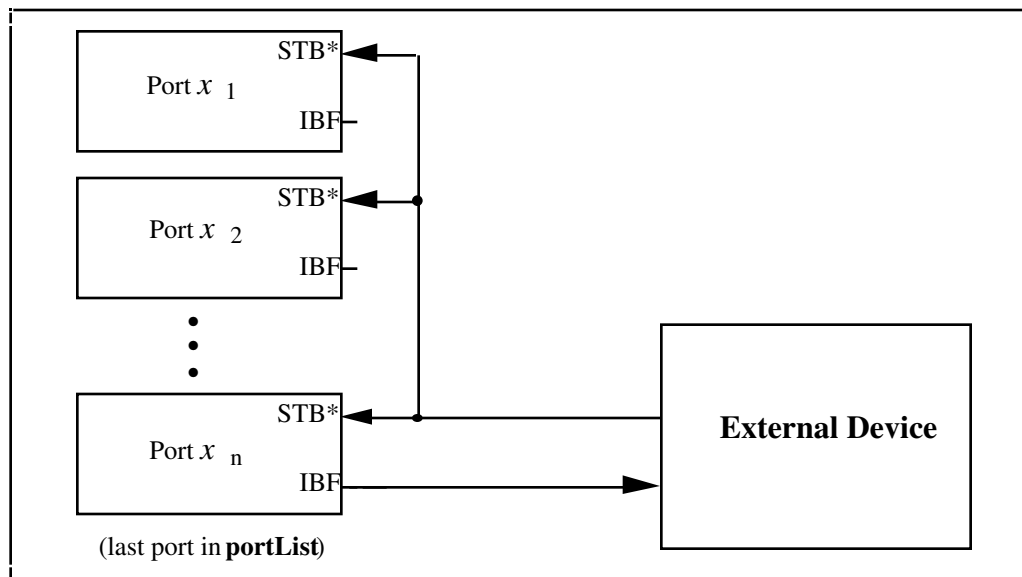 STB*
Port x 1
IBF
STB*
Port x 2
IBF
STB*
Port x n
IBF
External Device
(last port in portList)